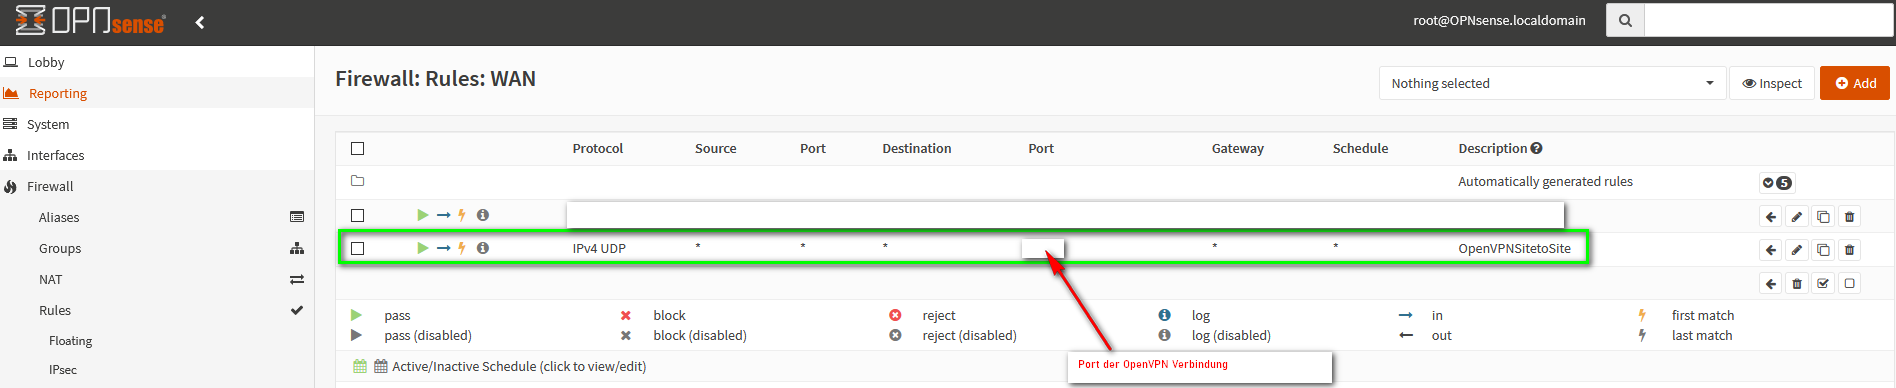 OPNsense
root@OPNsense.localdomain
Lobby
Reporting
System
Interfaces
Firewall
Aliases
Groups
NAT
Rules
Floating
IPsec
Firewall: Rules: WAN
Nothing selected
Inspect
Add
Protocol Source Port Destination Port Gateway Schedule Description
Automatically generated rules 5
IPv4 UDP * * * * * OpenVPNSitetoSite
pass block reject log in first match
pass (disabled) block (disabled) reject (disabled) log (disabled) out last match
Port der OpenVPN Verbindung
Active/Inactive Schedule (click to view/edit)